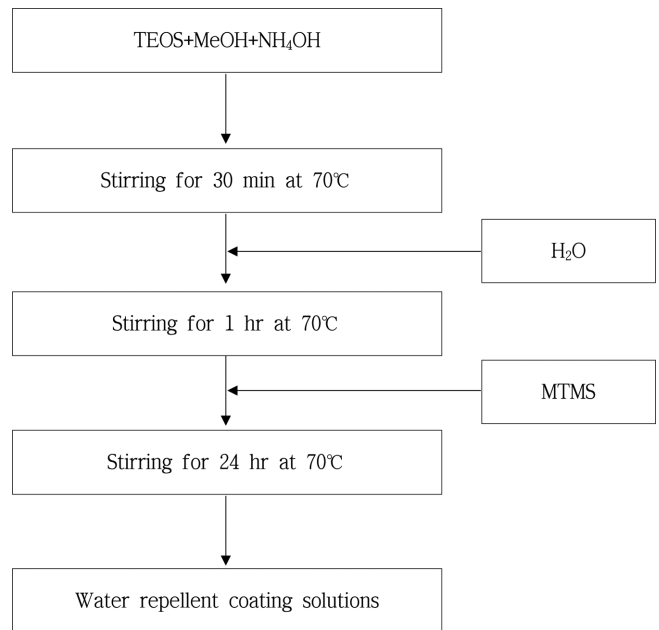 TEOS+MeOH+NH₄OH
Stirring for 30 min at 70℃
H₂O
Stirring for 1 hr at 70℃
MTMS
Stirring for 24 hr at 70℃
Water repellent coating solutions